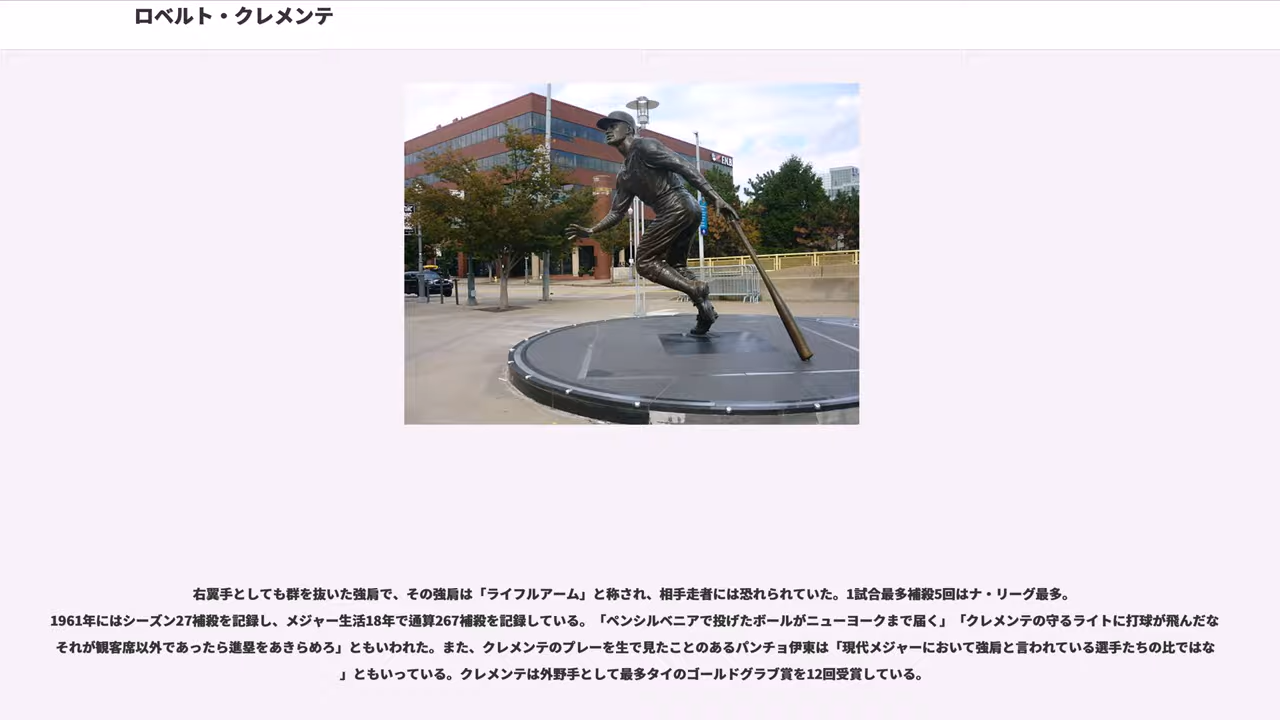 ロベルト・クレメンテ
右翼手としても群を抜いた強肩で、その強肩は「ライフルアーム」と称され、相手走者には恐れられていた。1試合最多補殺5回はナ・リーグ最多。
1961年にはシーズン27補殺を記録し、メジャー生活18年で通算267補殺を記録している。「ペンシルベニアで投げたボールがニューヨークまで届く」「クレメンテの守るライトに打球が飛んだな
それが観客席以外であったら進塁をあきらめろ」ともいわれた。また、クレメンテのプレーを生で見たことのあるパンチョ伊東は「現代メジャーにおいて強肩と言われている選手たちの比ではな
」ともいっている。クレメンテは外野手として最多タイのゴールドグラブ賞を12回受賞している。